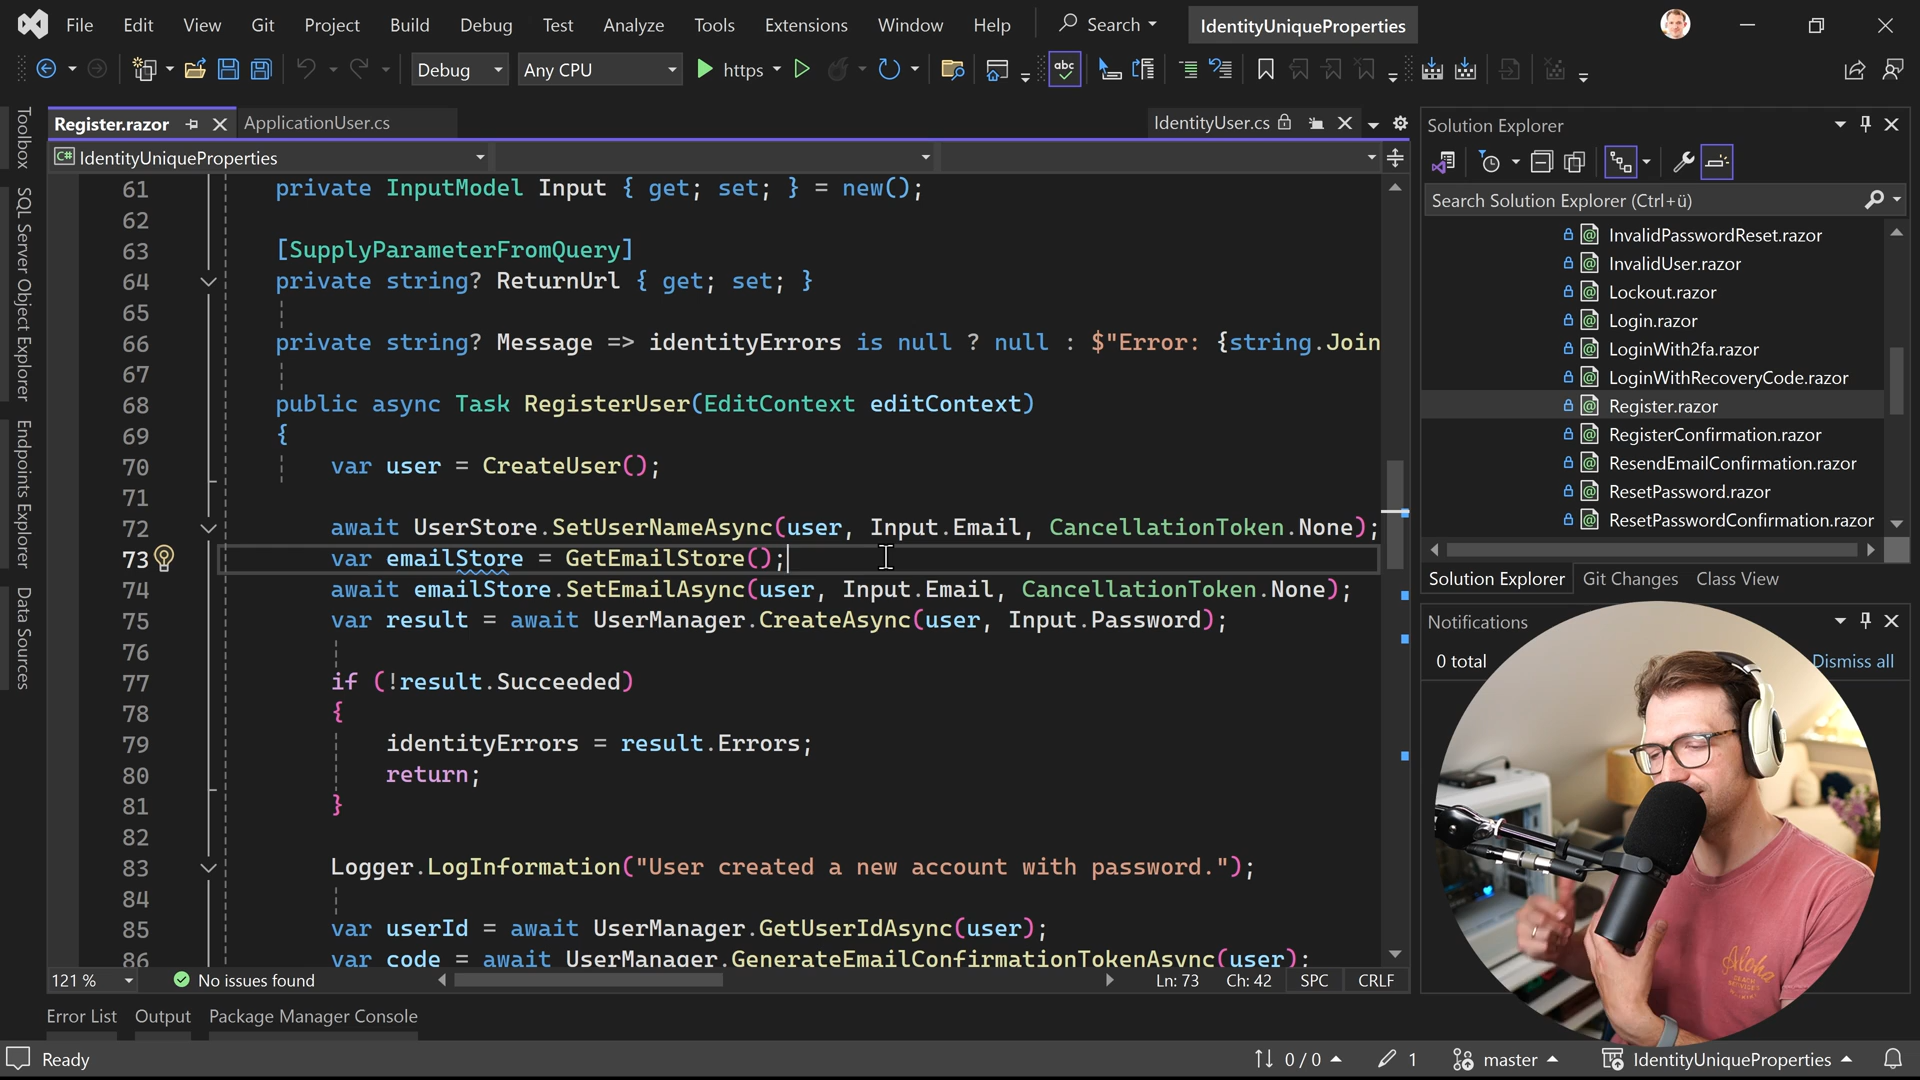 File Edit View Git Project Build Debug Test Analyze Tools Extensions Window Help Search IdentityUniqueProperties
Debug Any CPU https abc
Toolbox
SQL Server Object Explorer
Endpoints Explorer
Data Sources
Register.razor ApplicationUser.cs IdentityUser.cs
C# IdentityUniqueProperties
61 private InputModel Input { get; set; } = new();
62
63 [SupplyParameterFromQuery]
64 private string? ReturnUrl { get; set; }
65
66 private string? Message => identityErrors is null ? null : $"Error: {string.Join
67
68 public async Task RegisterUser(EditContext editContext)
69 {
70 var user = CreateUser();
71
72 await UserStore.SetUserNameAsync(user, Input.Email, CancellationToken.None);
73 var emailStore = GetEmailStore();
74 await emailStore.SetEmailAsync(user, Input.Email, CancellationToken.None);
75 var result = await UserManager.CreateAsync(user, Input.Password);
76
77 if (!result.Succeeded)
78 {
79 identityErrors = result.Errors;
80 return;
81 }
82
83 Logger.LogInformation("User created a new account with password.");
84
85 var userId = await UserManager.GetUserIdAsync(user);
86 var code = await UserManager.GenerateEmailConfirmationTokenAsync(user);
121 % No issues found Ln: 73 Ch: 42 SPC CRLF
Error List Output Package Manager Console
Solution Explorer
Search Solution Explorer (Ctrl+ü)
InvalidPasswordReset.razor
InvalidUser.razor
Lockout.razor
Login.razor
LoginWith2fa.razor
LoginWithRecoveryCode.razor
Register.razor
RegisterConfirmation.razor
ResendEmailConfirmation.razor
ResetPassword.razor
ResetPasswordConfirmation.razor
Solution Explorer Git Changes Class View
Notifications
0 total Dismiss all
Aloha
Ready 0 / 0 1 master IdentityUniqueProperties